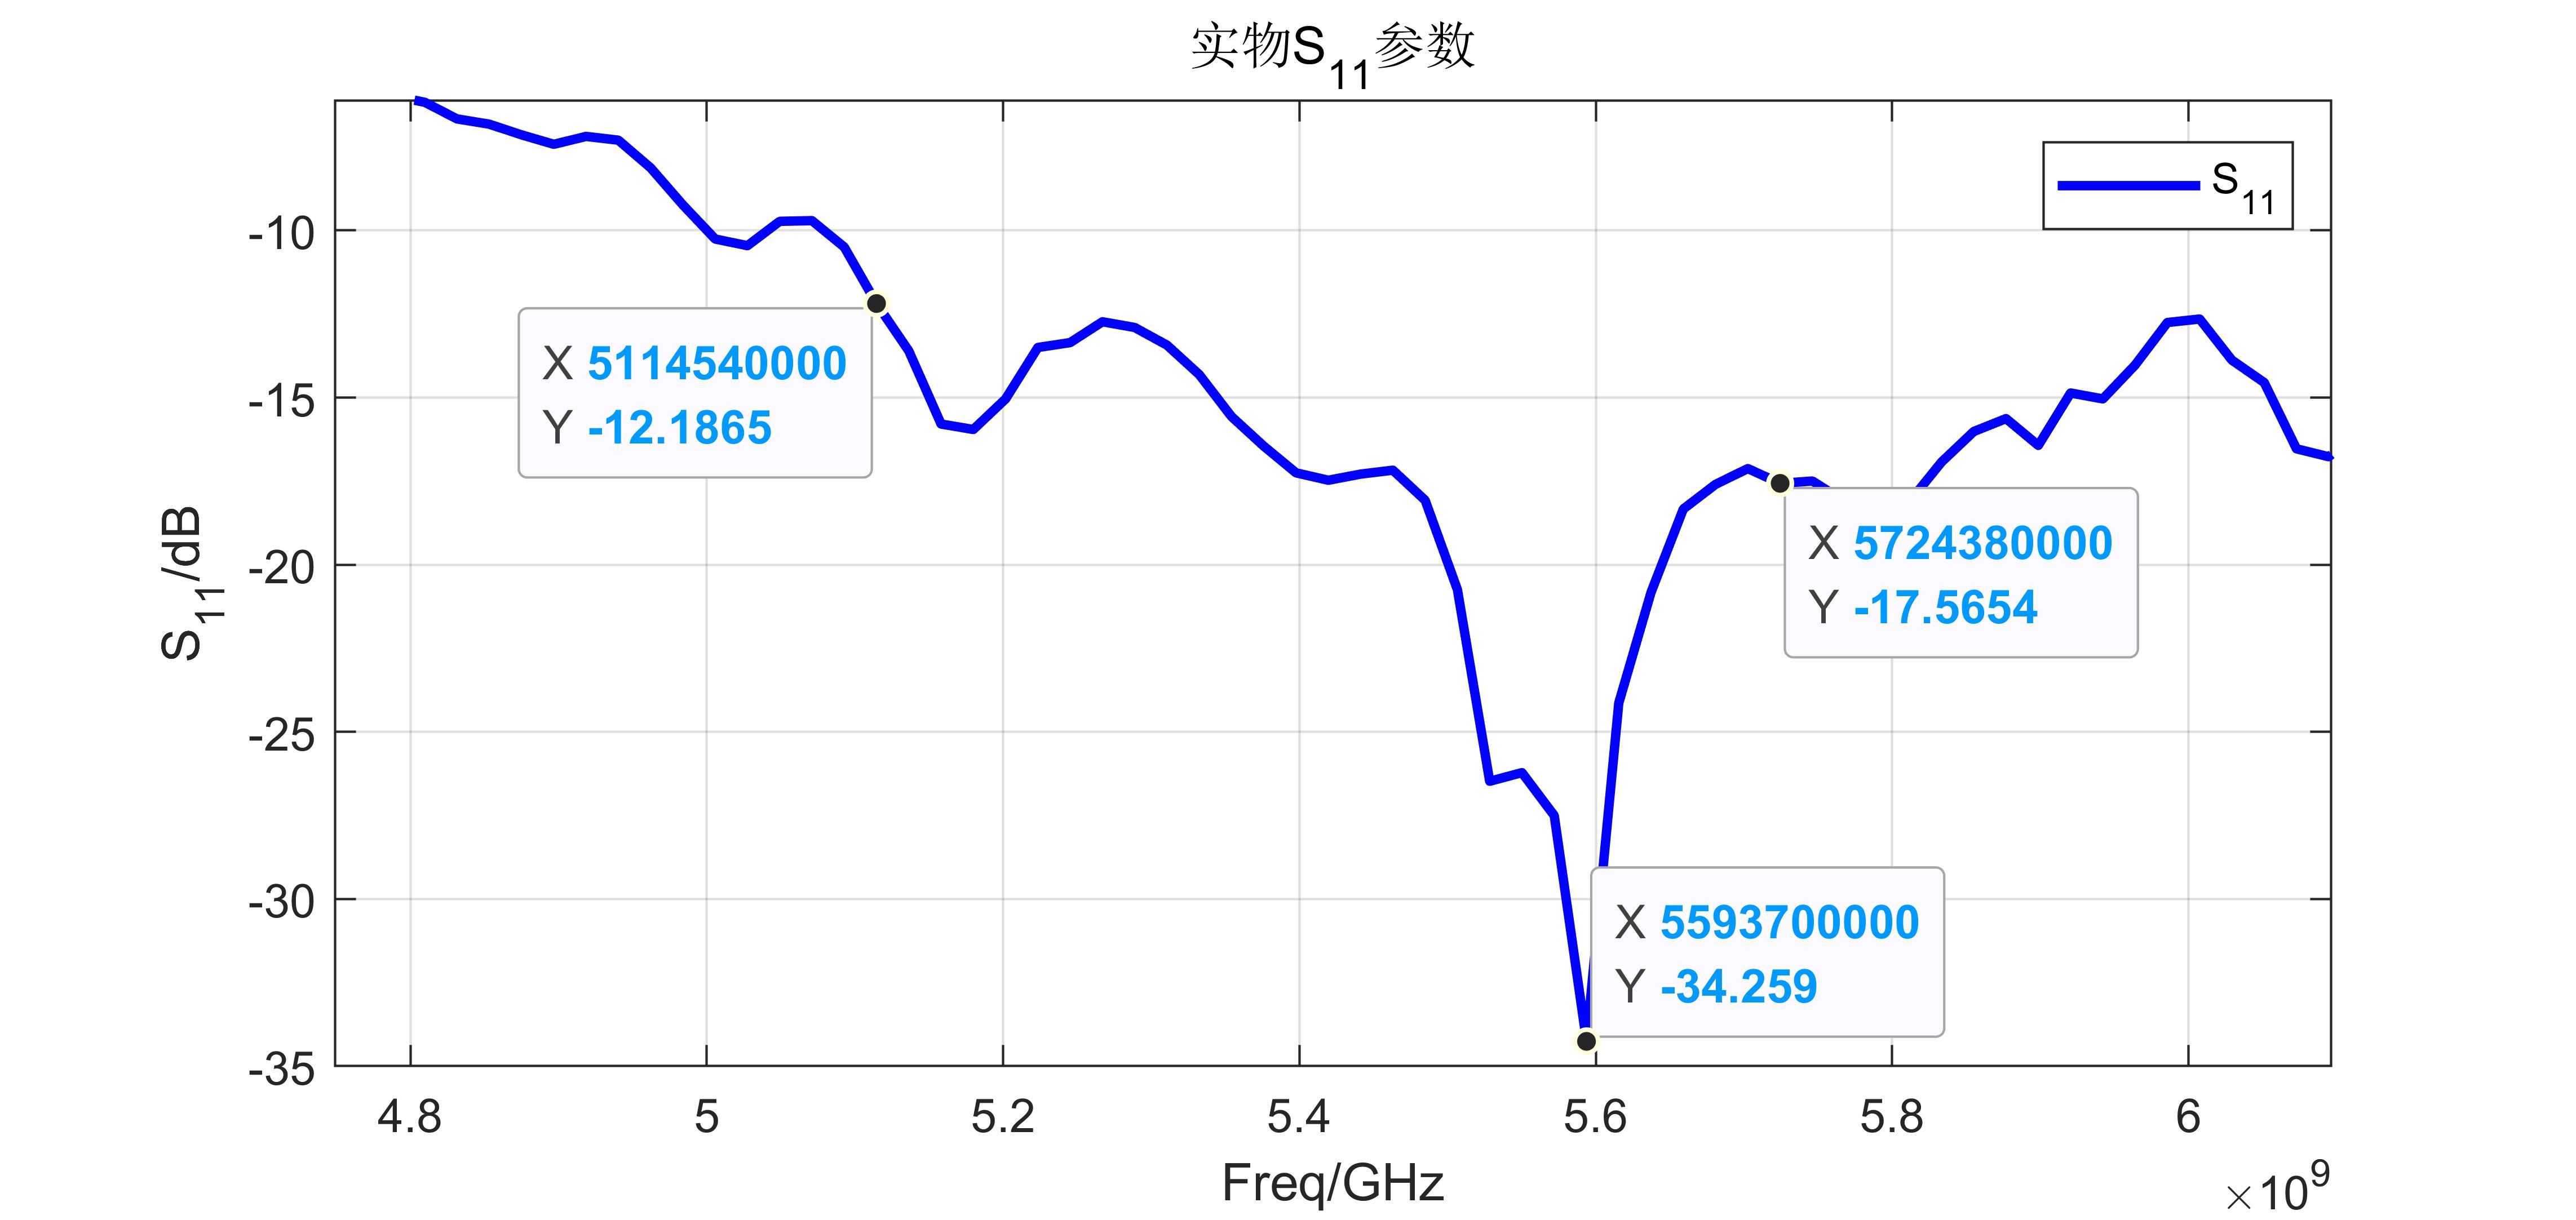 实物S11参数
S11
-10
-15
-20
-25
-30
-35
S11/dB
X 5114540000
Y -12.1865
X 5724380000
Y -17.5654
X 5593700000
Y -34.259
4.8 5 5.2 5.4 5.6 5.8 6
Freq/GHz
×10^9